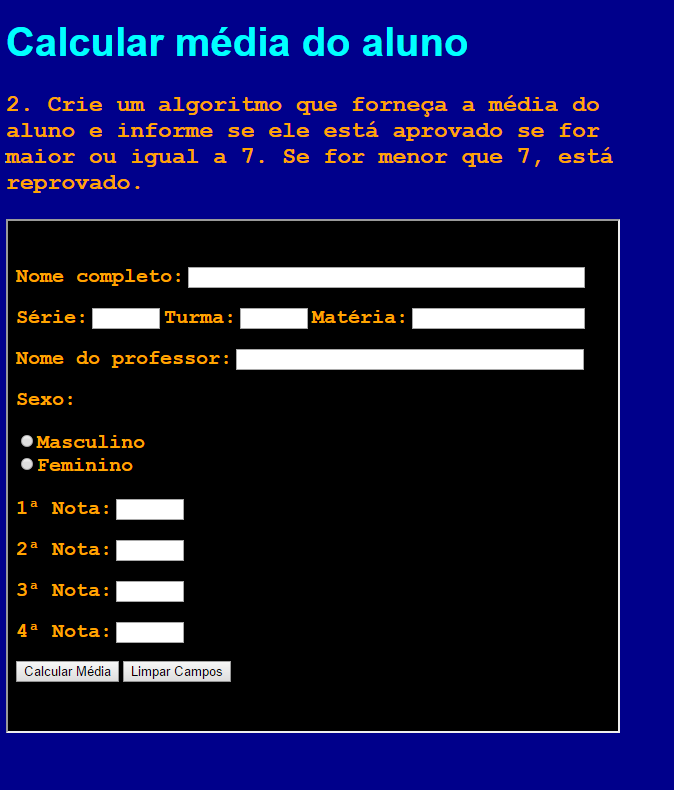 Calcular média do aluno
2. Crie um algoritmo que forneça a média do
aluno e informe se ele está aprovado se for
maior ou igual a 7. Se for menor que 7, está
reprovado.
Nome completo:
Série: Turma: Matéria:
Nome do professor:
Sexo:
Masculino
Feminino
1ª Nota:
2ª Nota:
3ª Nota:
4ª Nota:
Calcular Média Limpar Campos